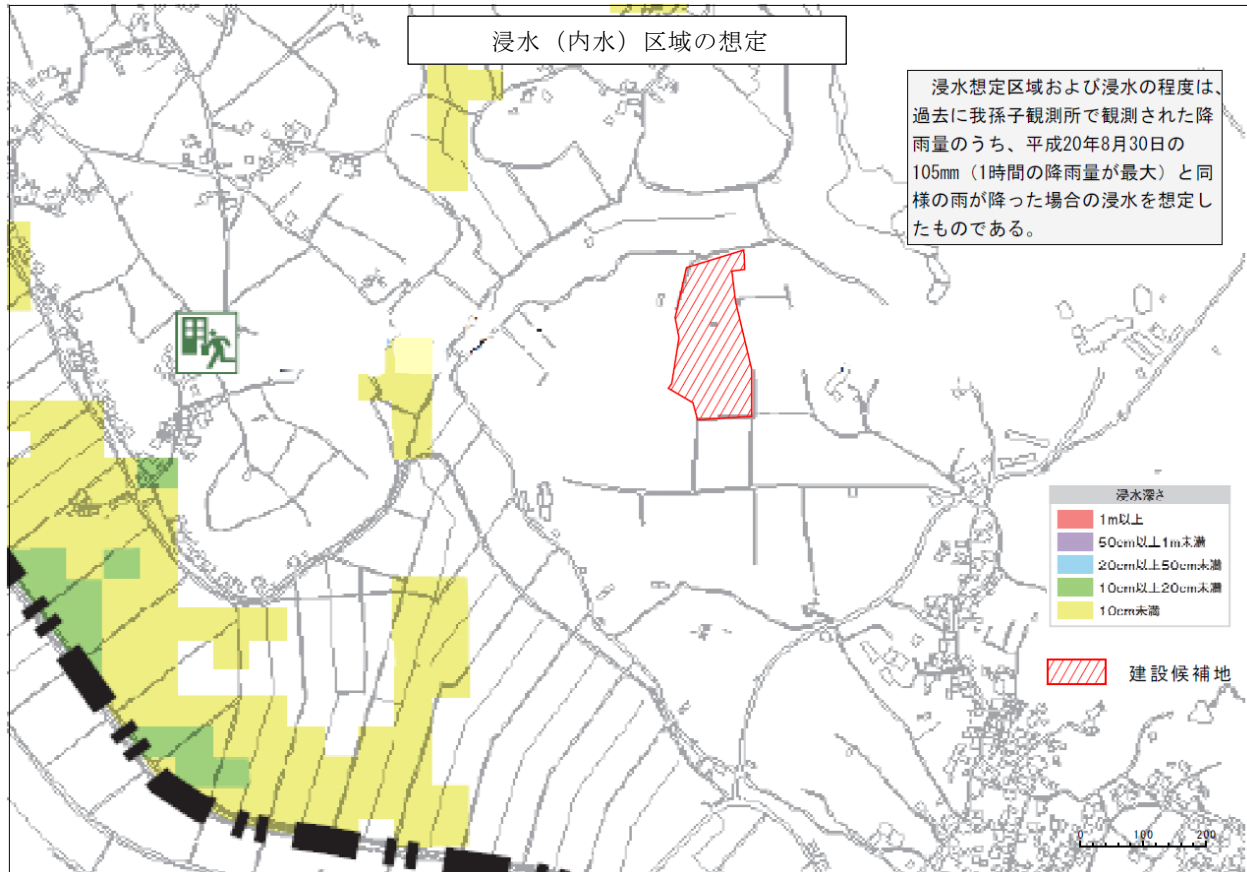 浸水（内水）区域の想定
　浸水想定区域および浸水の程度は、
過去に我孫子観測所で観測された降
雨量のうち、平成20年8月30日の
105mm（1時間の降雨量が最大）と同
様の雨が降った場合の浸水を想定し
たものである。
浸水深さ
1m以上
50cm以上1m未満
20cm以上50cm未満
10cm以上20cm未満
10cm未満
建設候補地
0 100 200